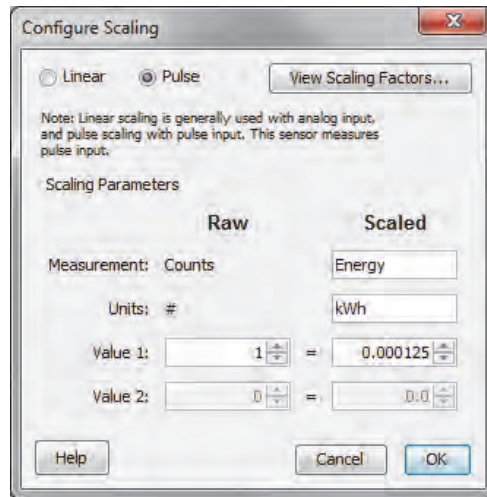 Configure Scaling
Linear Pulse View Scaling Factors...
Note: Linear scaling is generally used with analog input,
and pulse scaling with pulse input. This sensor measures
pulse input.
Scaling Parameters
Raw Scaled
Measurement: Counts Energy
Units: # kWh
Value 1: 1 = 0.000125
Value 2: 0 = 0.0
Help Cancel OK